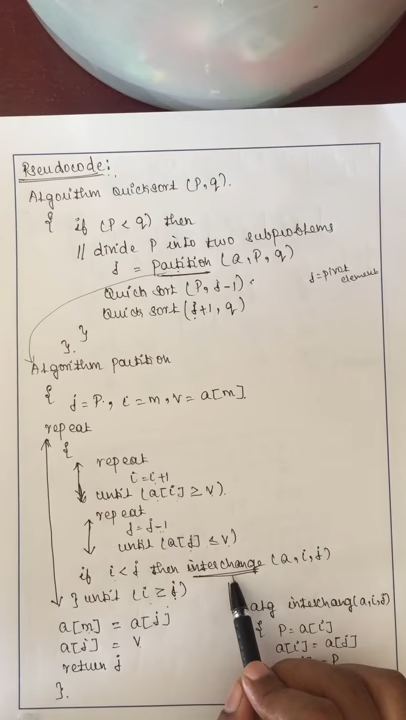 Pseudocode:
Algorithm Quicksort (P,q).
{ if (P < q) then
// divide P into two subproblems
j = Partition (a, P, q)
Quick sort (P, j-1)
Quick sort (j+1, q)
j = pivot element
}
}.
Algorithm partition
{ j = P, i = m, v = a[m]
repeat
{
repeat
i = i+1
until (a[i] ≥ v).
repeat
j = j-1
until (a[j] ≤ v)
if i < j then interchange (a, i, j)
} until (i ≥ j)
a[m] = a[j]
a[j] = v
return j
}.
alg interchang(a,i,j)
{ P = a[i]
a[i] = a[j]
= P